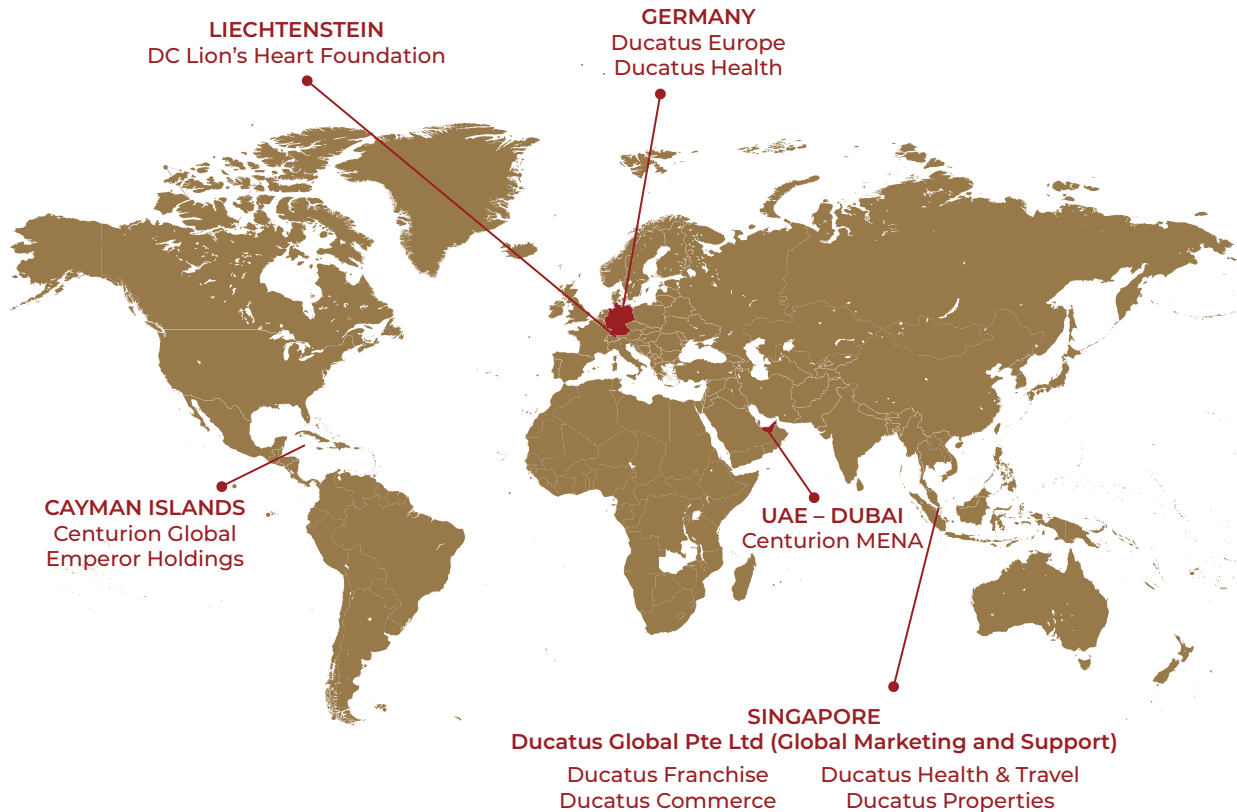 LIECHTENSTEIN
DC Lion’s Heart Foundation
GERMANY
Ducatus Europe
Ducatus Health
CAYMAN ISLANDS
Centurion Global
Emperor Holdings
UAE – DUBAI
Centurion MENA
SINGAPORE
Ducatus Global Pte Ltd (Global Marketing and Support)
Ducatus Franchise
Ducatus Commerce
Ducatus Health & Travel
Ducatus Properties